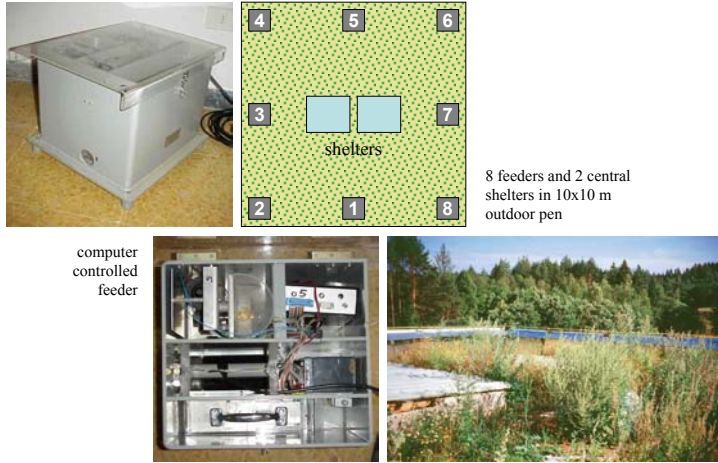 4 5 6
3 7
shelters
2 1 8
8 feeders and 2 central
shelters in 10x10 m
outdoor pen
computer
controlled
feeder
5